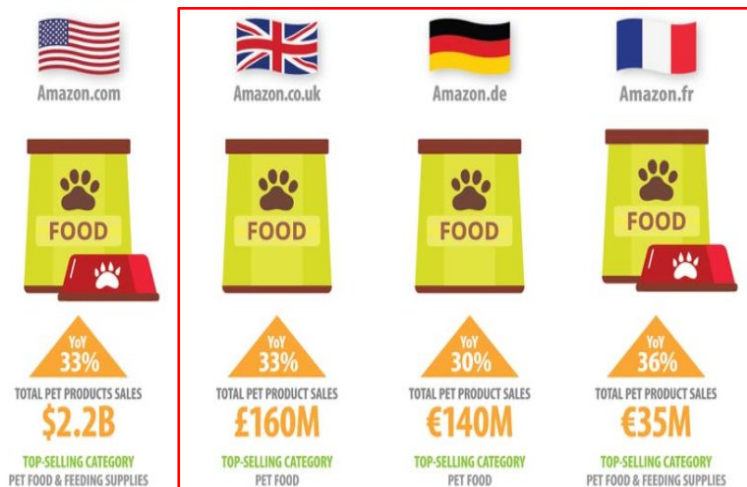 Amazon.com
FOOD
YoY
33%
TOTAL PET PRODUCTS SALES
$2.2B
TOP-SELLING CATEGORY
PET FOOD & FEEDING SUPPLIES
Amazon.co.uk
FOOD
YoY
33%
TOTAL PET PRODUCT SALES
£160M
TOP-SELLING CATEGORY
PET FOOD
Amazon.de
FOOD
YoY
30%
TOTAL PET PRODUCT SALES
€140M
TOP-SELLING CATEGORY
PET FOOD
Amazon.fr
FOOD
YoY
36%
TOTAL PET PRODUCT SALES
€35M
TOP-SELLING CATEGORY
PET FOOD & FEEDING SUPPLIES